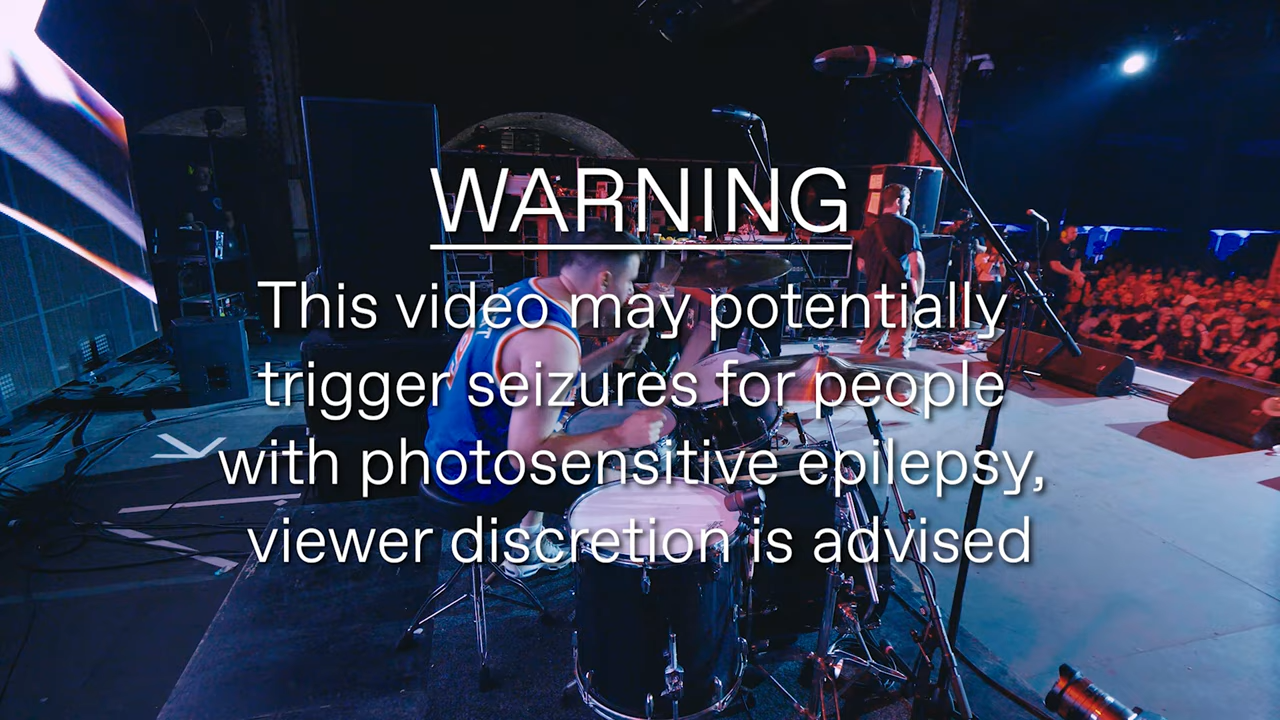 WARNING
This video may potentially
trigger seizures for people
with photosensitive epilepsy,
viewer discretion is advised